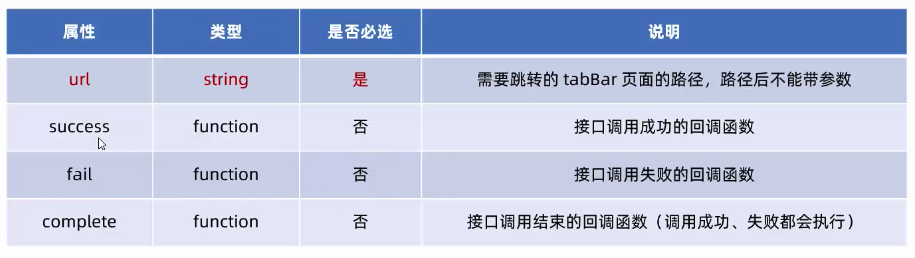 属性 类型 是否必选 说明
url string 是 需要跳转的 tabBar 页面的路径，路径后不能带参数
success function 否 接口调用成功的回调函数
fail function 否 接口调用失败的回调函数
complete function 否 接口调用结束的回调函数（调用成功、失败都会执行）